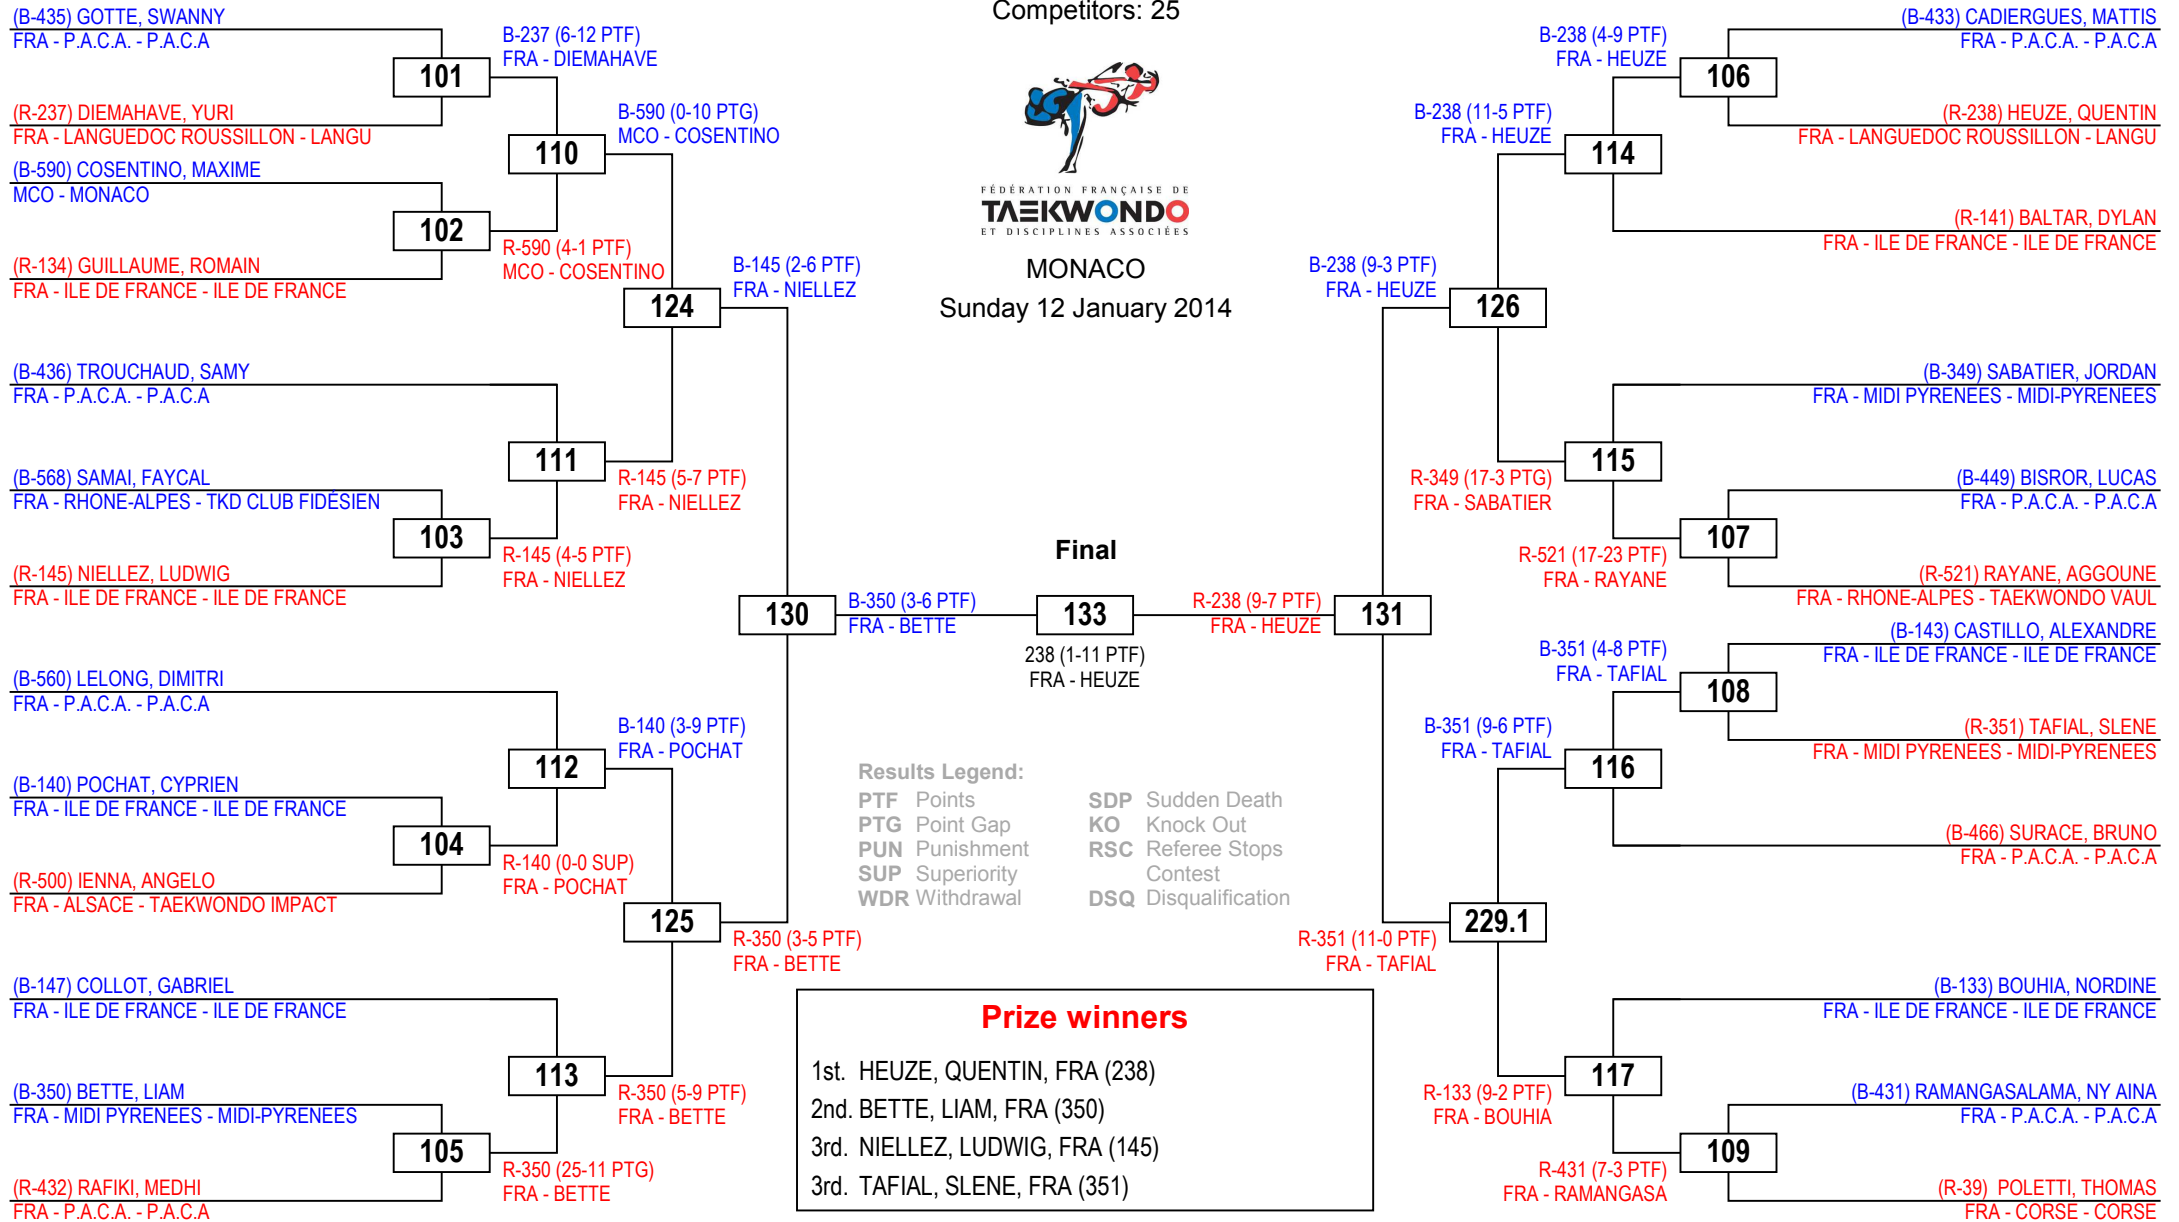 Competitors: 25
FÉDÉRATION FRANÇAISE DE
TAEKWONDO
ET DISCIPLINES ASSOCIÉES
MONACO
Sunday 12 January 2014
(B-435) GOTTE, SWANNY
FRA - P.A.C.A. - P.A.C.A
101
(R-237) DIEMAHAVE, YURI
FRA - LANGUEDOC ROUSSILLON - LANGU
B-237 (6-12 PTF)
FRA - DIEMAHAVE
110
(B-590) COSENTINO, MAXIME
MCO - MONACO
102
(R-134) GUILLAUME, ROMAIN
FRA - ILE DE FRANCE - ILE DE FRANCE
R-590 (4-1 PTF)
MCO - COSENTINO
B-590 (0-10 PTG)
MCO - COSENTINO
124
B-145 (2-6 PTF)
FRA - NIELLEZ
(B-436) TROUCHAUD, SAMY
FRA - P.A.C.A. - P.A.C.A
111
R-145 (5-7 PTF)
FRA - NIELLEZ
(B-568) SAMAI, FAYCAL
FRA - RHONE-ALPES - TKD CLUB FIDÉSIEN
103
(R-145) NIELLEZ, LUDWIG
FRA - ILE DE FRANCE - ILE DE FRANCE
R-145 (4-5 PTF)
FRA - NIELLEZ
130
B-350 (3-6 PTF)
FRA - BETTE
(B-560) LELONG, DIMITRI
FRA - P.A.C.A. - P.A.C.A
112
B-140 (3-9 PTF)
FRA - POCHAT
(B-140) POCHAT, CYPRIEN
FRA - ILE DE FRANCE - ILE DE FRANCE
104
(R-500) IENNA, ANGELO
FRA - ALSACE - TAEKWONDO IMPACT
R-140 (0-0 SUP)
FRA - POCHAT
125
R-350 (3-5 PTF)
FRA - BETTE
(B-147) COLLOT, GABRIEL
FRA - ILE DE FRANCE - ILE DE FRANCE
113
R-350 (5-9 PTF)
FRA - BETTE
(B-350) BETTE, LIAM
FRA - MIDI PYRENEES - MIDI-PYRENEES
105
(R-432) RAFIKI, MEDHI
FRA - P.A.C.A. - P.A.C.A
R-350 (25-11 PTG)
FRA - BETTE
Final
133
238 (1-11 PTF)
FRA - HEUZE
R-238 (9-7 PTF)
FRA - HEUZE
131
(B-433) CADIERGUES, MATTIS
FRA - P.A.C.A. - P.A.C.A
B-238 (4-9 PTF)
FRA - HEUZE
106
(R-238) HEUZE, QUENTIN
FRA - LANGUEDOC ROUSSILLON - LANGU
B-238 (11-5 PTF)
FRA - HEUZE
114
(R-141) BALTAR, DYLAN
FRA - ILE DE FRANCE - ILE DE FRANCE
B-238 (9-3 PTF)
FRA - HEUZE
126
(B-349) SABATIER, JORDAN
FRA - MIDI PYRENEES - MIDI-PYRENEES
115
R-349 (17-3 PTG)
FRA - SABATIER
(B-449) BISROR, LUCAS
FRA - P.A.C.A. - P.A.C.A
107
R-521 (17-23 PTF)
FRA - RAYANE
(R-521) RAYANE, AGGOUNE
FRA - RHONE-ALPES - TAEKWONDO VAUL
(B-143) CASTILLO, ALEXANDRE
FRA - ILE DE FRANCE - ILE DE FRANCE
B-351 (4-8 PTF)
FRA - TAFIAL
108
(R-351) TAFIAL, SLENE
FRA - MIDI PYRENEES - MIDI-PYRENEES
B-351 (9-6 PTF)
FRA - TAFIAL
116
(B-466) SURACE, BRUNO
FRA - P.A.C.A. - P.A.C.A
229.1
R-351 (11-0 PTF)
FRA - TAFIAL
(B-133) BOUHIA, NORDINE
FRA - ILE DE FRANCE - ILE DE FRANCE
117
R-133 (9-2 PTF)
FRA - BOUHIA
(B-431) RAMANGASALAMA, NY AINA
FRA - P.A.C.A. - P.A.C.A
109
R-431 (7-3 PTF)
FRA - RAMANGASA
(R-39) POLETTI, THOMAS
FRA - CORSE - CORSE
Results Legend:
PTF Points SDP Sudden Death
PTG Point Gap KO Knock Out
PUN Punishment RSC Referee Stops
SUP Superiority Contest
WDR Withdrawal DSQ Disqualification
Prize winners
1st. HEUZE, QUENTIN, FRA (238)
2nd. BETTE, LIAM, FRA (350)
3rd. NIELLEZ, LUDWIG, FRA (145)
3rd. TAFIAL, SLENE, FRA (351)